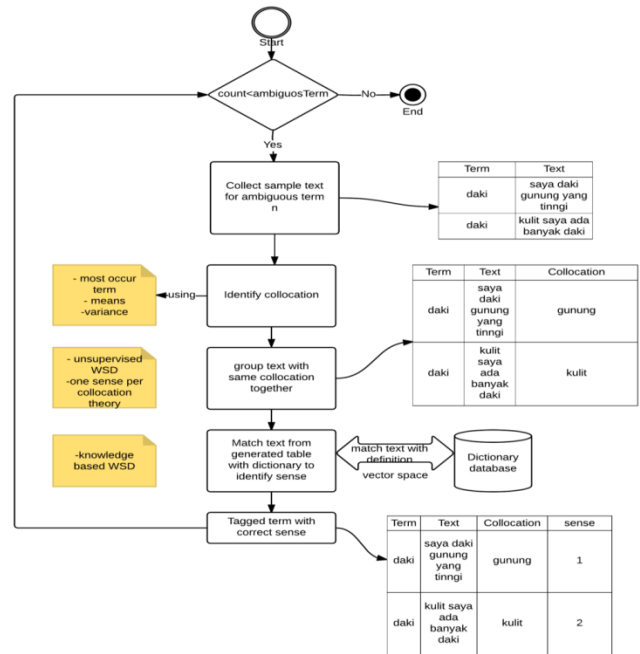 Start
count<ambiguosTerm
No
End
Yes
Collect sample text
for ambiguous term
n
Term Text
daki saya daki
gunung yang
tinngi
daki kulit saya ada
banyak daki
- most occur
term
- means
-variance
using
Identify collocation
Term Text Collocation
daki saya
daki
gunung
yang
tinngi
gunung
daki kulit
saya
ada
banyak
daki
kulit
- unsupervised
WSD
-one sense per
collocation
theory
group text with
same collocation
together
-knowledge
based WSD
Match text from
generated table
with dictionary to
identify sense
match text with
definition
vector space
Dictionary
database
Tagged term with
correct sense
Term Text Collocation sense
daki saya daki
gunung
yang
tinngi
gunung 1
daki kulit saya
ada
banyak
daki
kulit 2